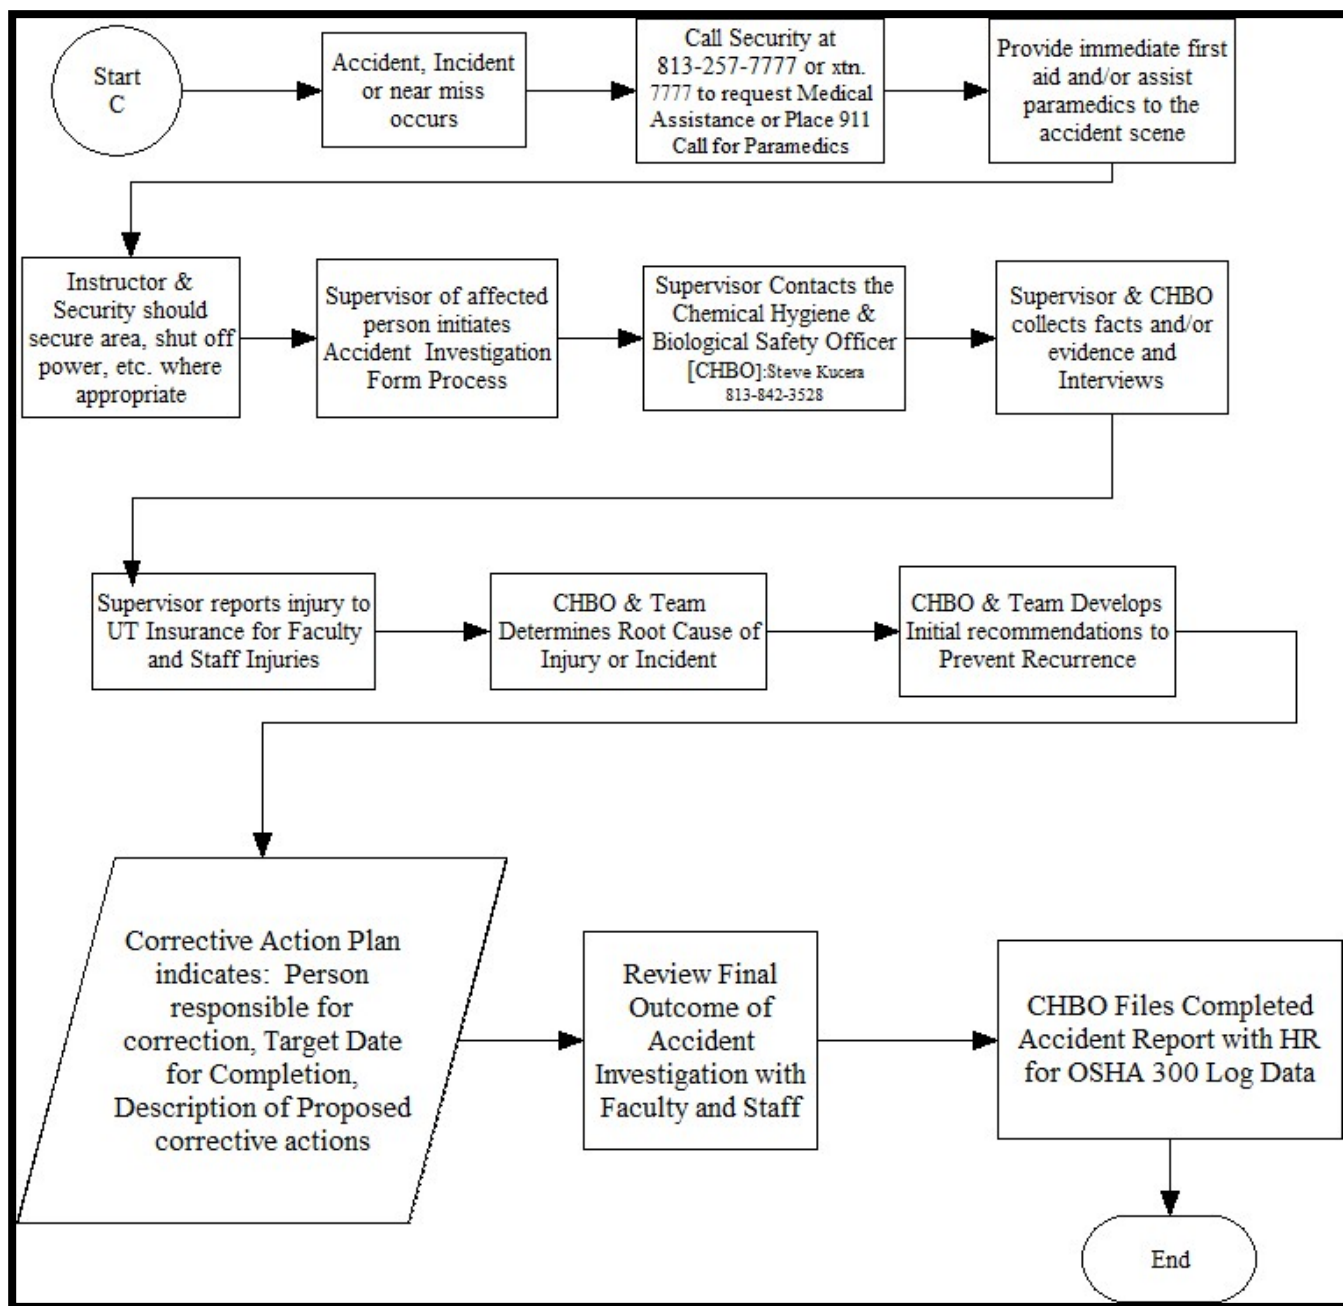 Start
C
Accident, Incident
or near miss
occurs
Call Security at
813-257-7777 or xtn.
7777 to request Medical
Assistance or Place 911
Call for Paramedics
Provide immediate first
aid and/or assist
paramedics to the
accident scene
Instructor &
Security should
secure area, shut off
power, etc. where
appropriate
Supervisor of affected
person initiates
Accident Investigation
Form Process
Supervisor Contacts the
Chemical Hygiene &
Biological Safety Officer
[CHBO]:Steve Kucera
813-842-3528
Supervisor & CHBO
collects facts and/or
evidence and
Interviews
Supervisor reports injury to
UT Insurance for Faculty
and Staff Injuries
CHBO & Team
Determines Root Cause of
Injury or Incident
CHBO & Team Develops
Initial recommendations to
Prevent Recurrence
Corrective Action Plan
indicates: Person
responsible for
correction, Target Date
for Completion,
Description of Proposed
corrective actions
Review Final
Outcome of
Accident
Investigation with
Faculty and Staff
CHBO Files Completed
Accident Report with HR
for OSHA 300 Log Data
End